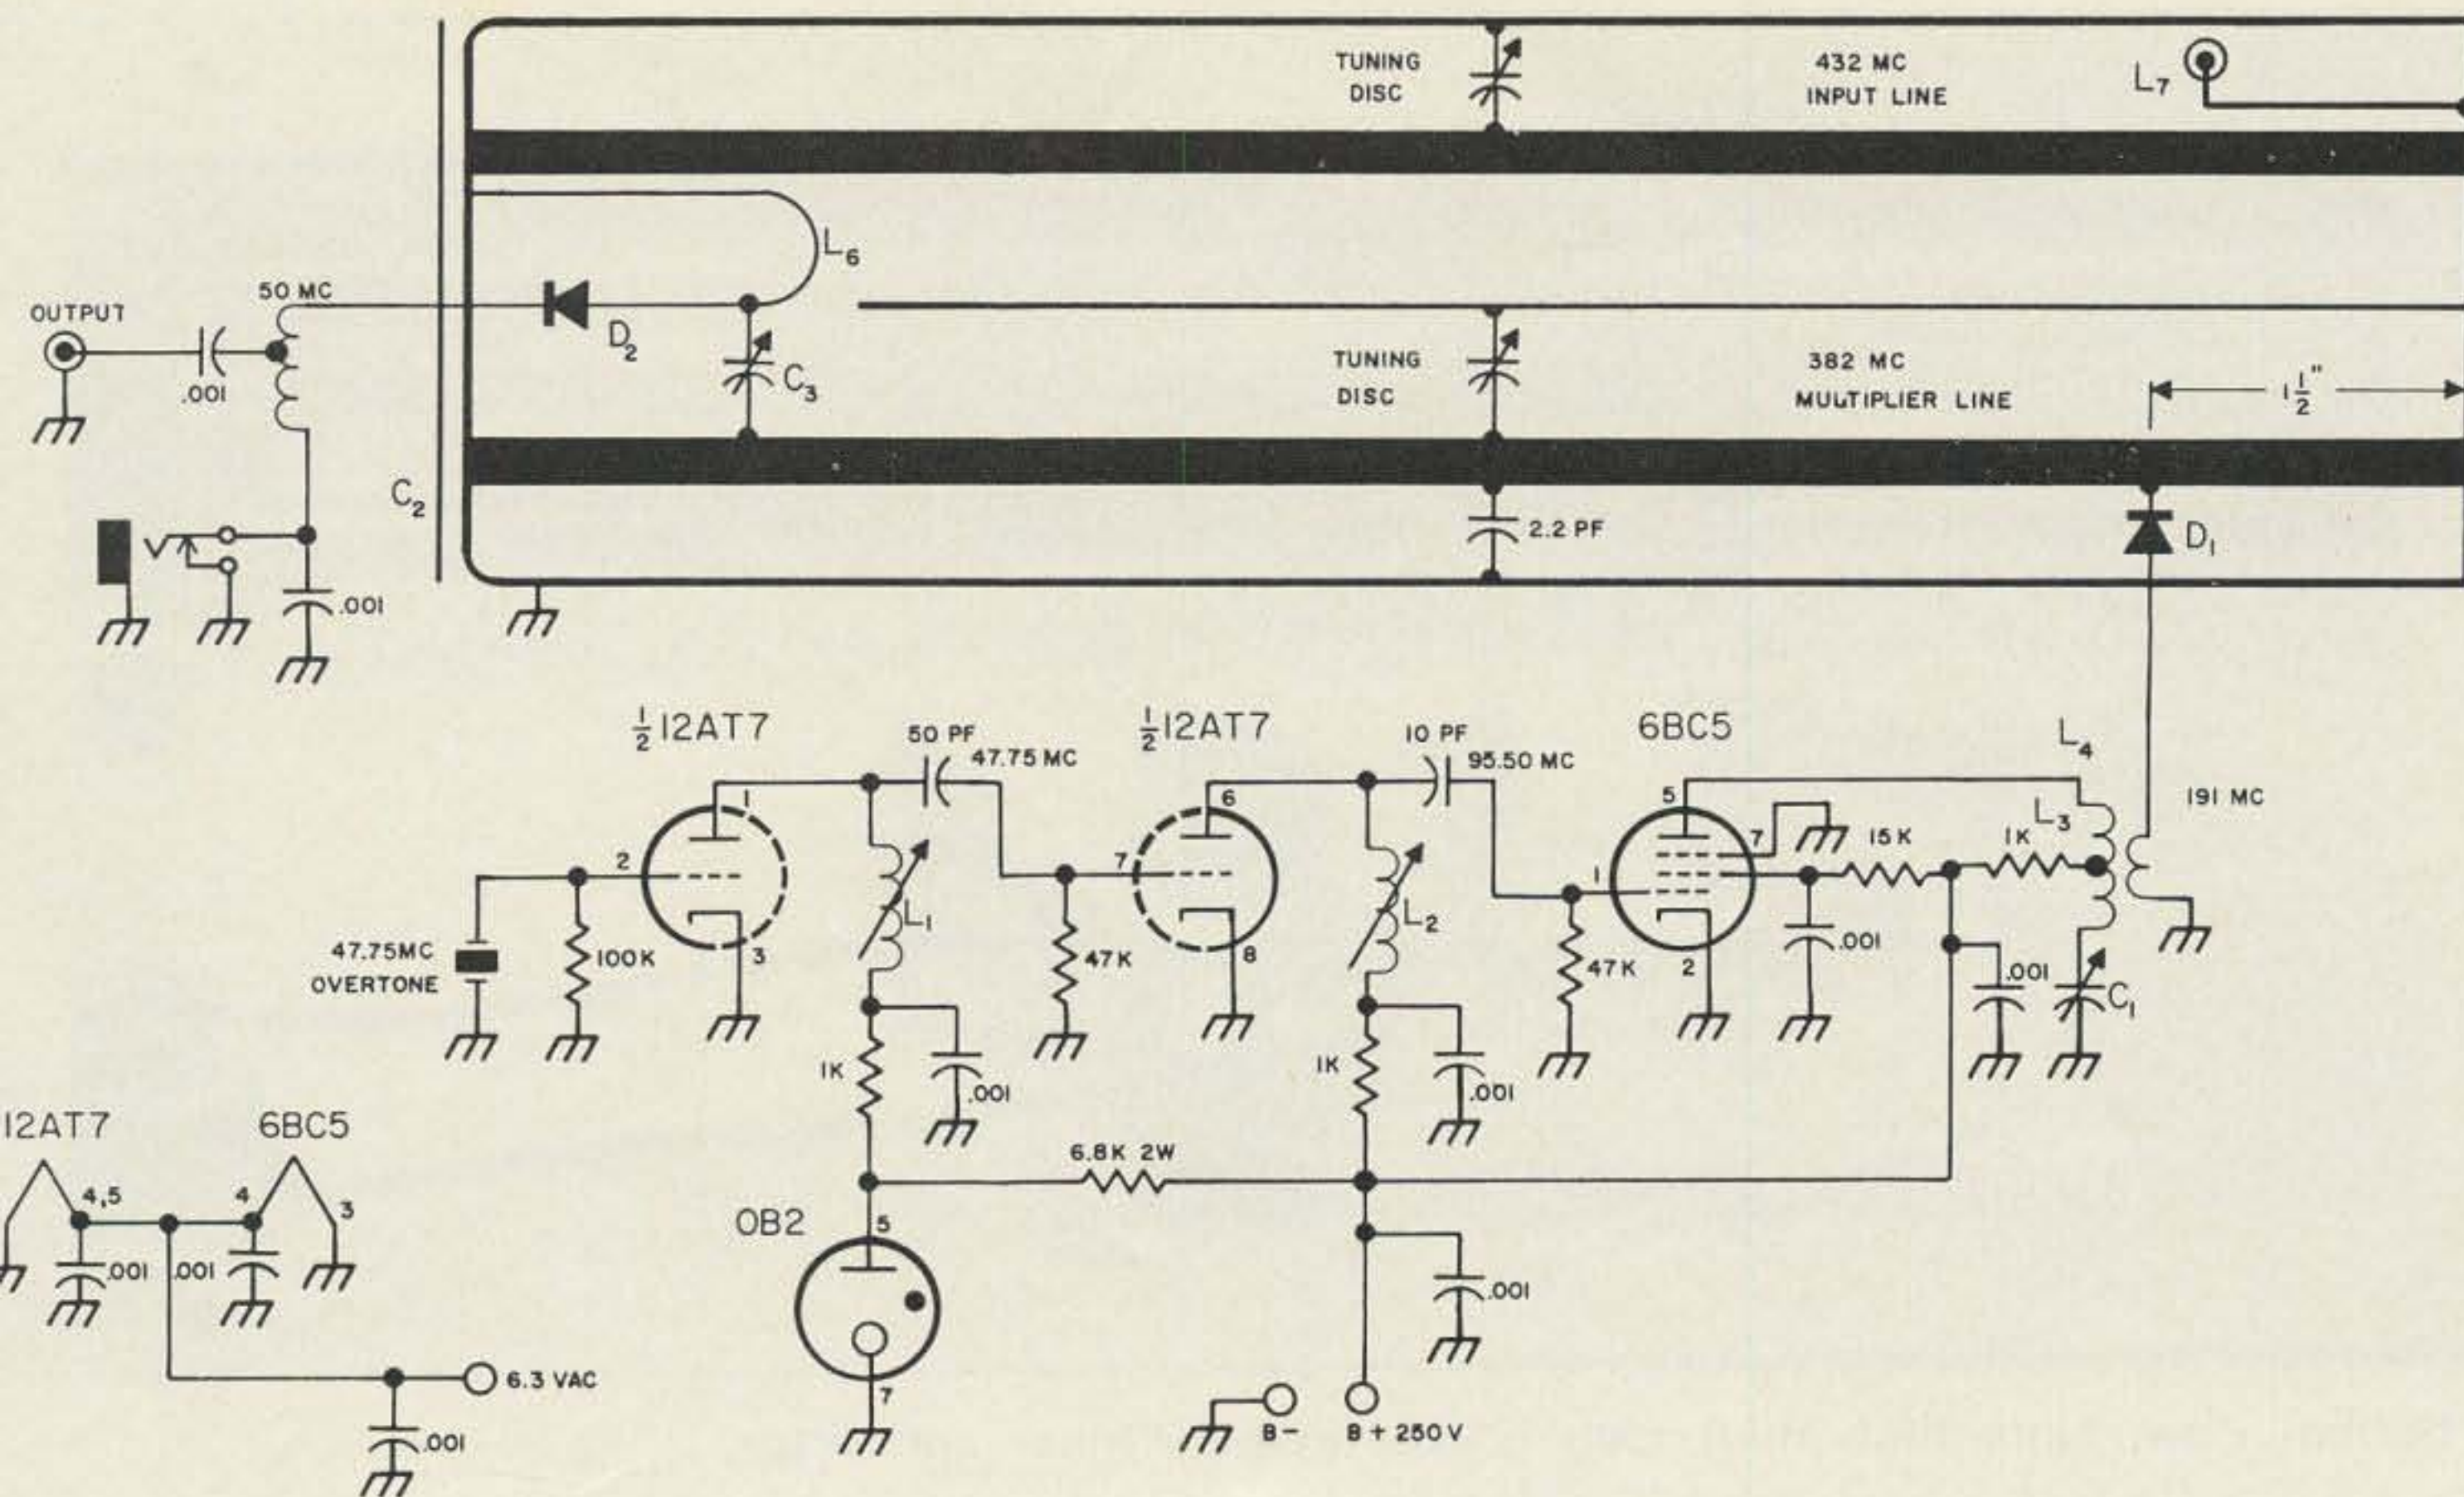 TUNING
DISC
432 MC
INPUT LINE
L7
L6
50 MC
OUTPUT
.001
D2
C3
TUNING
DISC
382 MC
MULTIPLIER LINE
1 1/2"
C2
2.2 PF
D1
.001
1/2 12AT7
50 PF
47.75 MC
1/2 12AT7
10 PF
95.50 MC
6BC5
L4
191 MC
1
2
3
100K
47.75MC
OVERTONE
L1
6
7
8
47K
L2
5
7
1
2
47K
15K
L3
1K
.001
.001
C1
1K
.001
1K
.001
12AT7
6BC5
4,5
4
3
.001
.001
6.8K 2W
OB2
5
7
.001
6.3 VAC
.001
B-
B + 250V